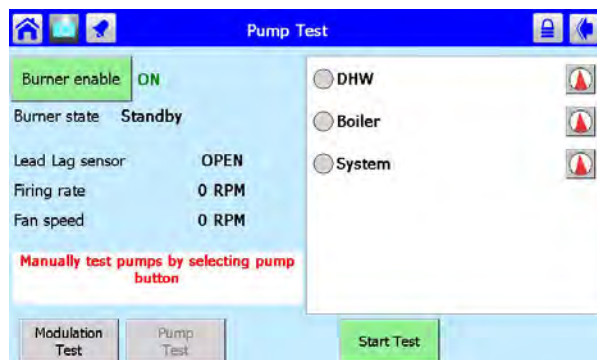 Pump Test
Burner enable ON
Burner state Standby
Lead Lag sensor OPEN
Firing rate 0 RPM
Fan speed 0 RPM
Manually test pumps by selecting pump
button
DHW
Boiler
System
Modulation
Test
Pump
Test
Start Test